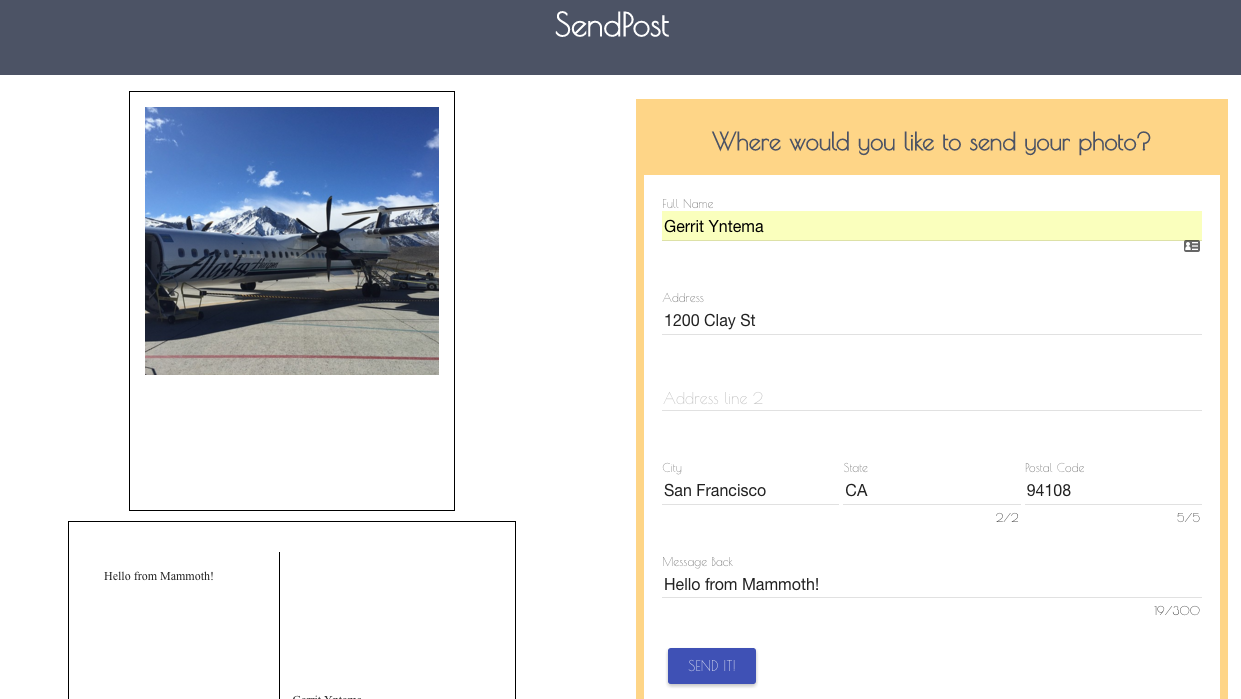 SendPost
Alaska
Hello from Mammoth!
Gerrit Yntema
Where would you like to send your photo?
Full Name
Gerrit Yntema
Address
1200 Clay St
Address line 2
City State Postal Code
San Francisco CA 94108
2/2 5/5
Message Back
Hello from Mammoth!
19/300
SEND IT!